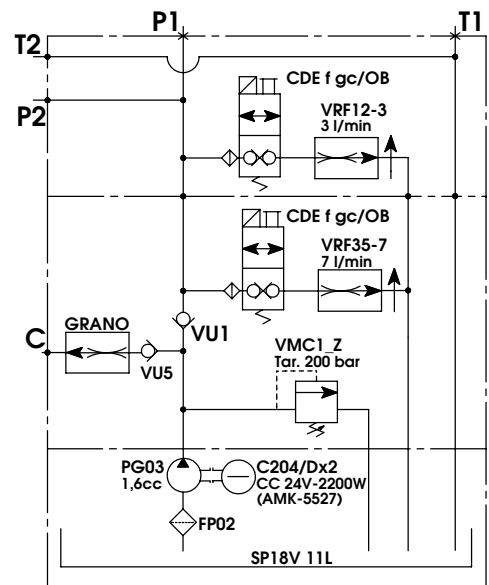 P1
T1
T2
P2
CDE f gc/OB
VRF12-3
3 l/min
CDE f gc/OB
VRF35-7
7 l/min
GRANO
C
VU1
VU5
VMC1_Z
Tar. 200 bar
PG03
1,6cc
C204/Dx2
CC 24V-2200W
(AMK-5527)
FP02
SP18V 11L